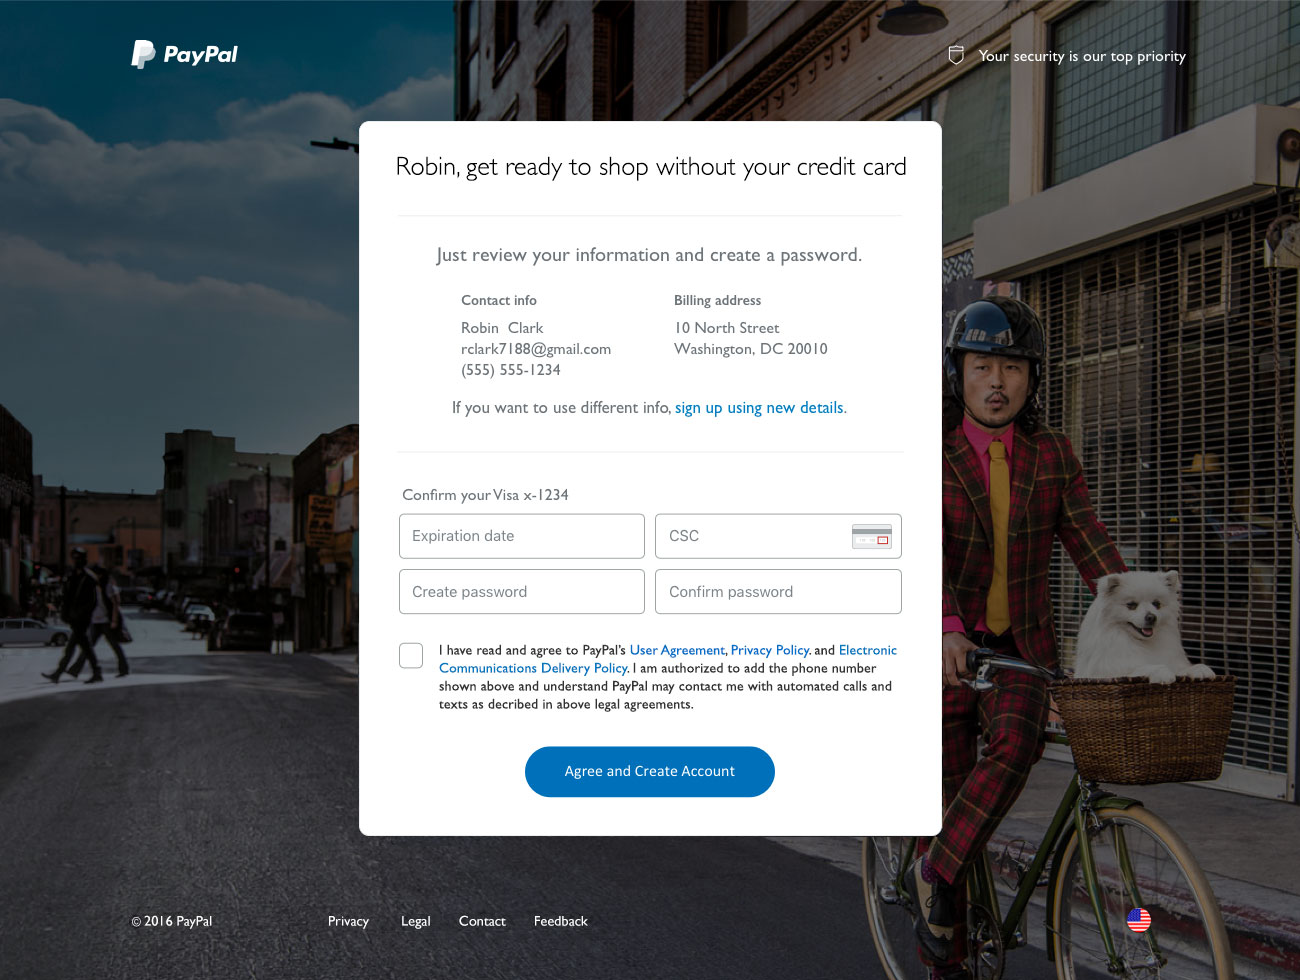 PayPal
Your security is our top priority
Robin, get ready to shop without your credit card
Just review your information and create a password.
Contact info
Robin Clark
rclark7188@gmail.com
(555) 555-1234
Billing address
10 North Street
Washington, DC 20010
If you want to use different info, sign up using new details.
Confirm your Visa x-1234
Expiration date
CSC
Create password
Confirm password
I have read and agree to PayPal's User Agreement, Privacy Policy. and Electronic
Communications Delivery Policy. I am authorized to add the phone number
shown above and understand PayPal may contact me with automated calls and
texts as decribed in above legal agreements.
Agree and Create Account
© 2016 PayPal
Privacy
Legal
Contact
Feedback